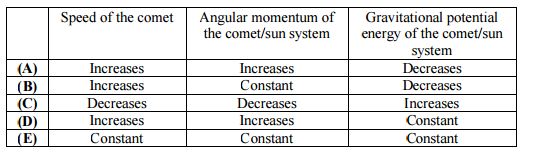 Speed of the comet Angular momentum of Gravitational potential
the comet/sun system energy of the comet/sun
system
(A) Increases Increases Decreases
(B) Increases Constant Decreases
(C) Decreases Decreases Increases
(D) Increases Increases Constant
(E) Constant Constant Constant